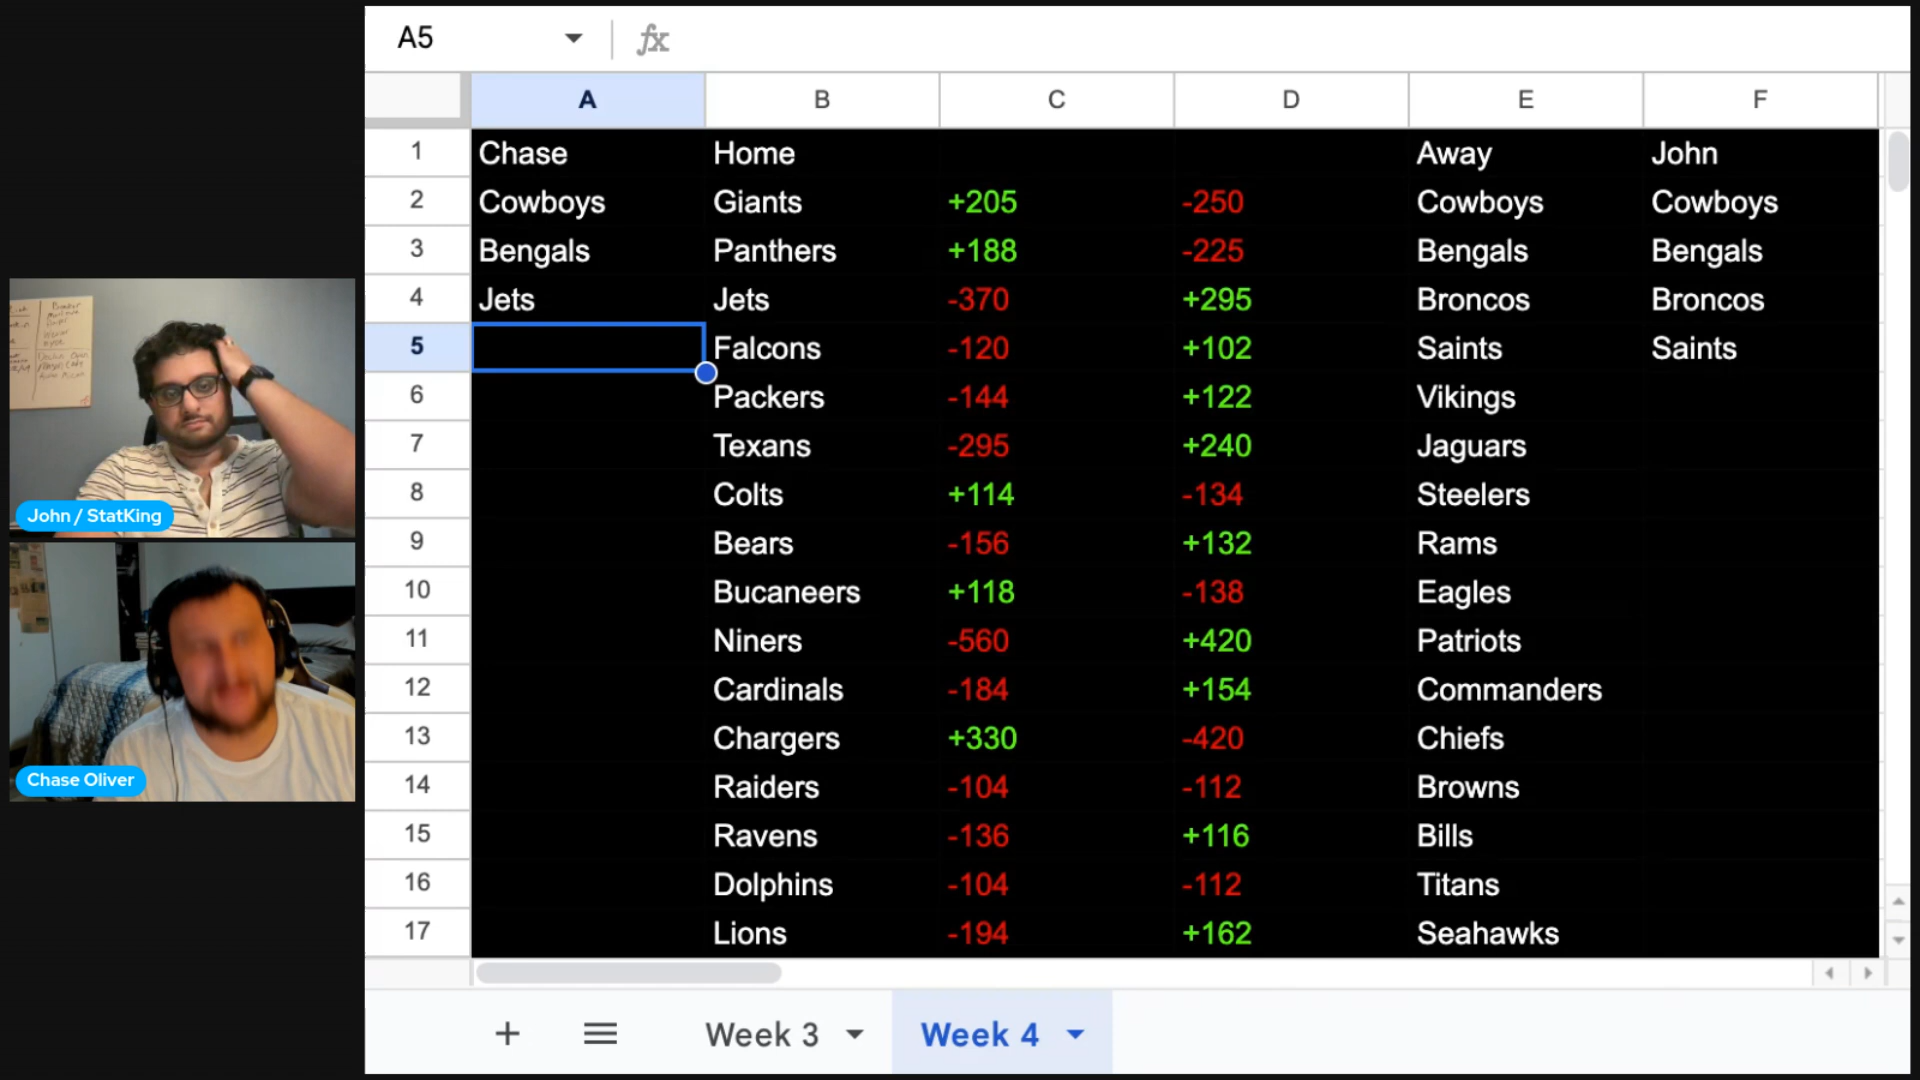 A5 fx
A B C D E F
1 Chase Home Away John
2 Cowboys Giants +205 -250 Cowboys Cowboys
3 Bengals Panthers +188 -225 Bengals Bengals
4 Jets Jets -370 +295 Broncos Broncos
5 Falcons -120 +102 Saints Saints
6 Packers -144 +122 Vikings
7 Texans -295 +240 Jaguars
8 Colts +114 -134 Steelers
9 Bears -156 +132 Rams
10 Bucaneers +118 -138 Eagles
11 Niners -560 +420 Patriots
12 Cardinals -184 +154 Commanders
13 Chargers +330 -420 Chiefs
14 Raiders -104 -112 Browns
15 Ravens -136 +116 Bills
16 Dolphins -104 -112 Titans
17 Lions -194 +162 Seahawks
Week 3 Week 4
John / StatKing
Chase Oliver